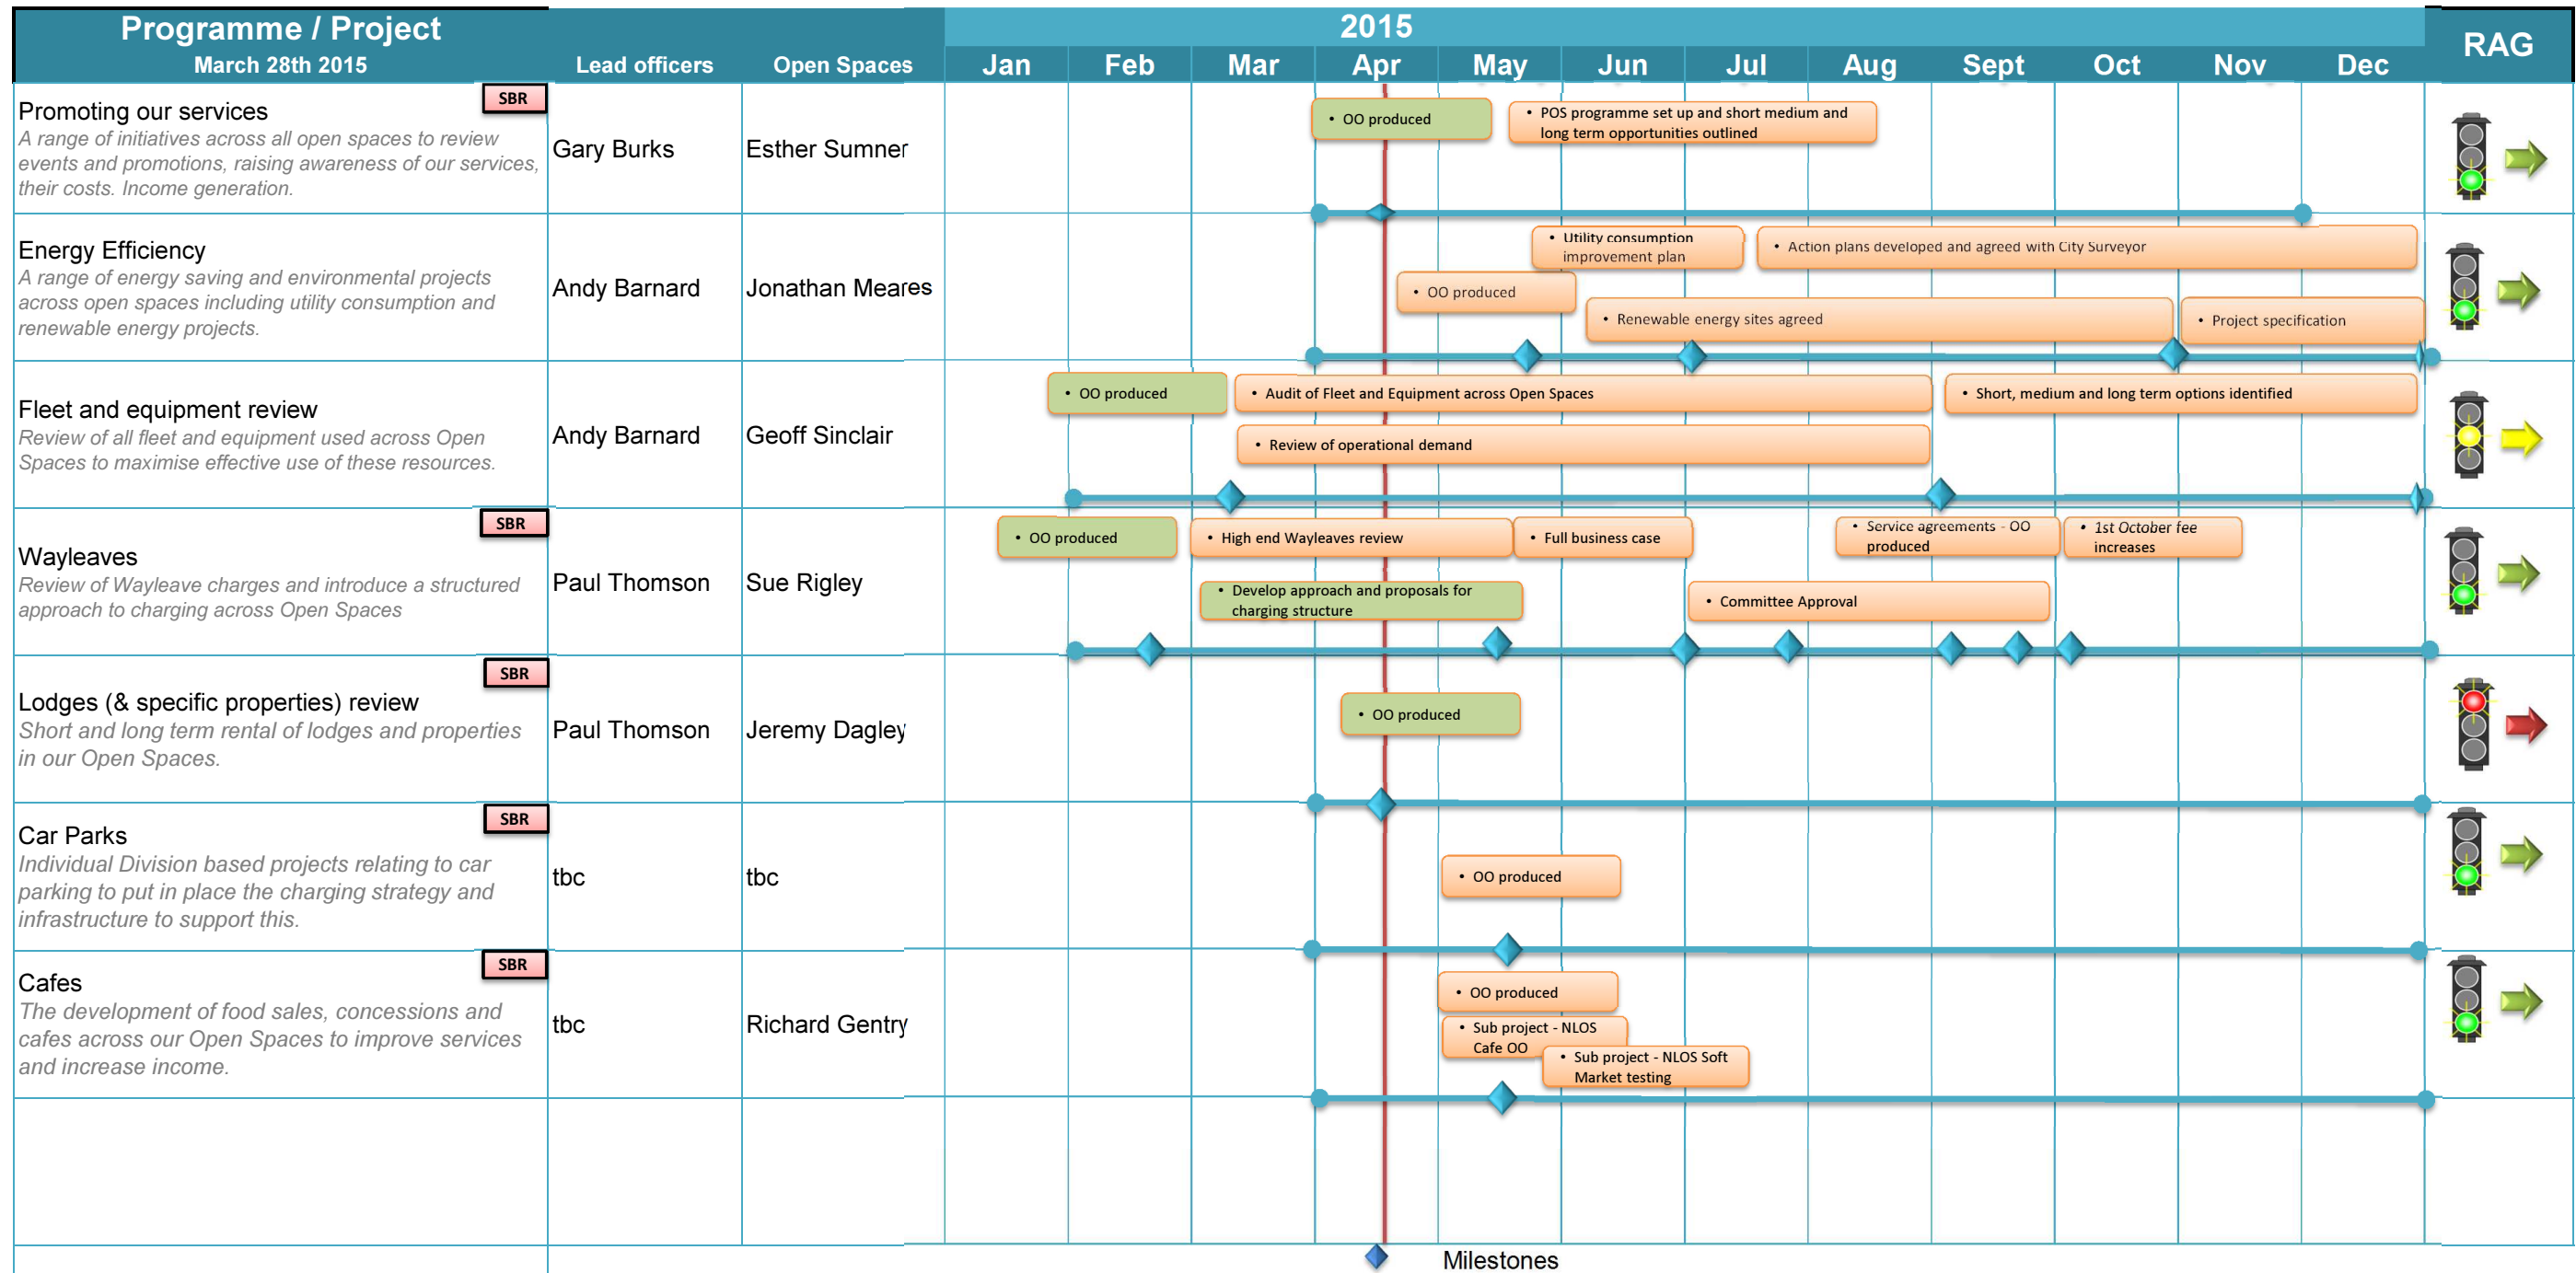 Programme / Project
March 28th 2015
Lead officers
Open Spaces
2015
Jan Feb Mar Apr May Jun Jul Aug Sept Oct Nov Dec
RAG
SBR
Promoting our services
A range of initiatives across all open spaces to review
events and promotions, raising awareness of our services,
their costs. Income generation.
Gary Burks
Esther Sumner
• OO produced
• POS programme set up and short medium and
long term opportunities outlined
Energy Efficiency
A range of energy saving and environmental projects
across open spaces including utility consumption and
renewable energy projects.
Andy Barnard
Jonathan Meares
• Utility consumption
improvement plan
• Action plans developed and agreed with City Surveyor
• OO produced
• Renewable energy sites agreed
• Project specification
Fleet and equipment review
Review of all fleet and equipment used across Open
Spaces to maximise effective use of these resources.
Andy Barnard
Geoff Sinclair
• OO produced
• Audit of Fleet and Equipment across Open Spaces
• Short, medium and long term options identified
• Review of operational demand
SBR
Wayleaves
Review of Wayleave charges and introduce a structured
approach to charging across Open Spaces
Paul Thomson
Sue Rigley
• OO produced
• High end Wayleaves review
• Full business case
• Service agreements - OO
produced
• 1st October fee
increases
• Develop approach and proposals for
charging structure
• Committee Approval
SBR
Lodges (& specific properties) review
Short and long term rental of lodges and properties
in our Open Spaces.
Paul Thomson
Jeremy Dagley
• OO produced
SBR
Car Parks
Individual Division based projects relating to car
parking to put in place the charging strategy and
infrastructure to support this.
tbc
tbc
• OO produced
SBR
Cafes
The development of food sales, concessions and
cafes across our Open Spaces to improve services
and increase income.
tbc
Richard Gentry
• OO produced
• Sub project - NLOS
Cafe OO
• Sub project - NLOS Soft
Market testing
Milestones